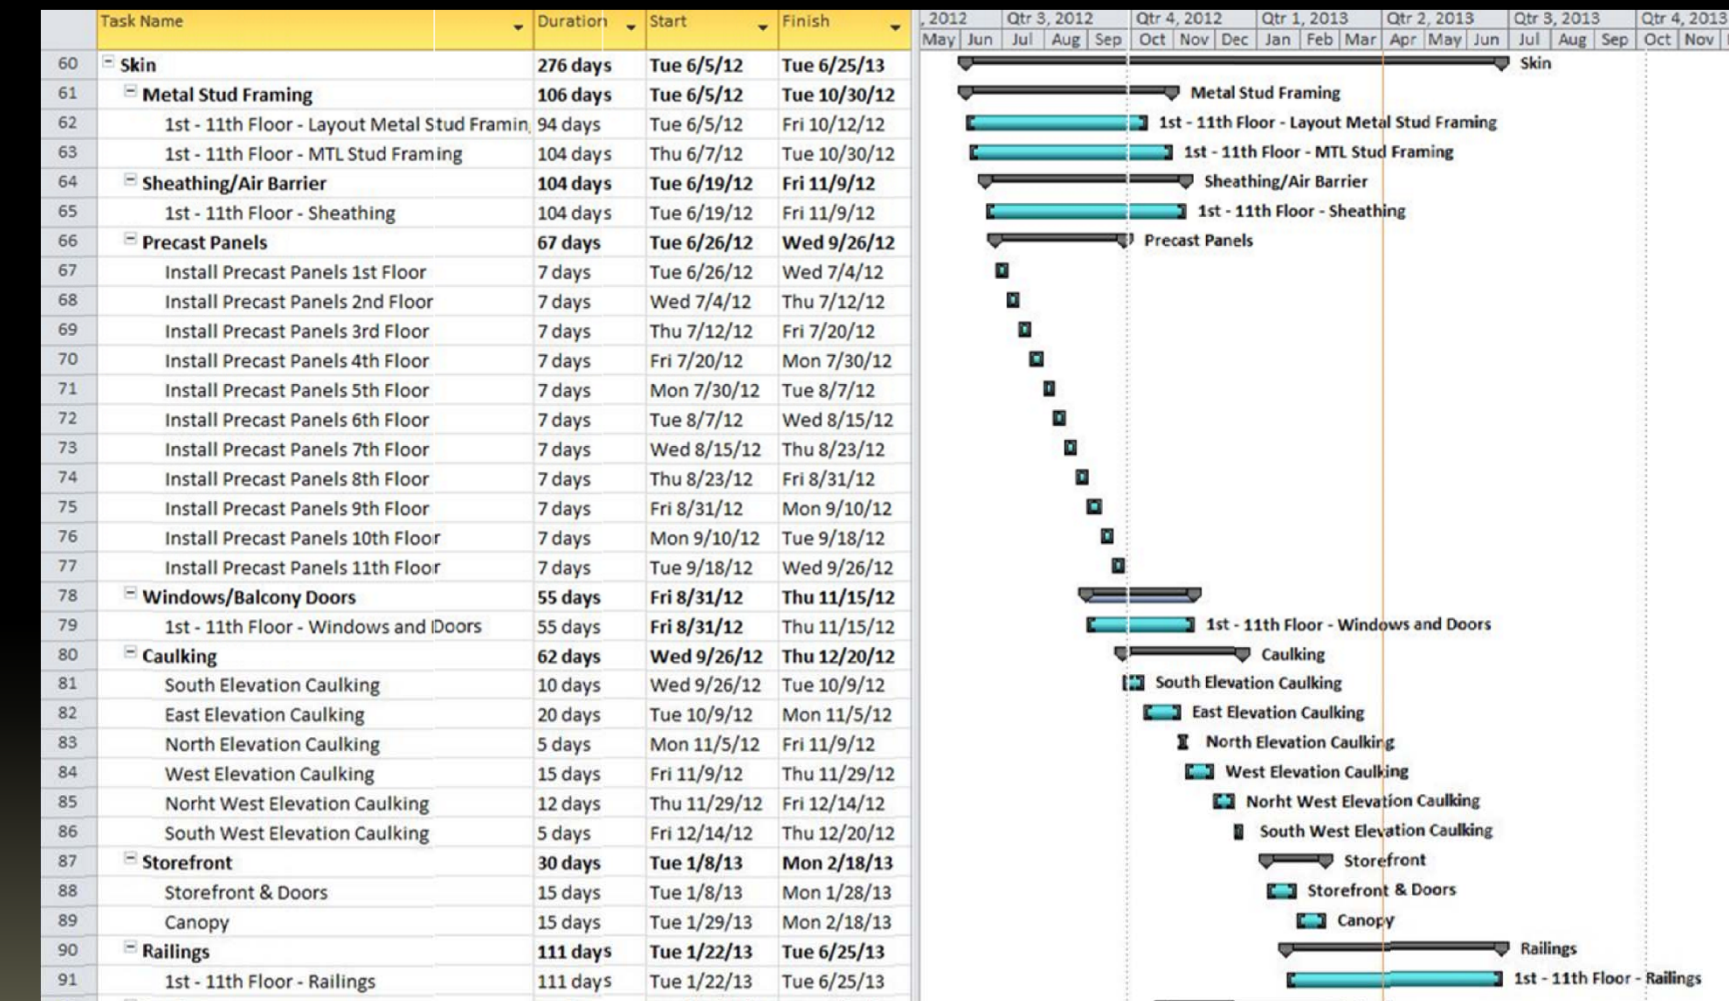 Task Name Duration Start Finish , 2012 Qtr 3, 2012 Qtr 4, 2012 Qtr 1, 2013 Qtr 2, 2013 Qtr 3, 2013 Qtr 4, 2013
May Jun Jul Aug Sep Oct Nov Dec Jan Feb Mar Apr May Jun Jul Aug Sep Oct Nov
60 Skin 276 days Tue 6/5/12 Tue 6/25/13 Skin
61 Metal Stud Framing 106 days Tue 6/5/12 Tue 10/30/12 Metal Stud Framing
62 1st - 11th Floor - Layout Metal Stud Framin 94 days Tue 6/5/12 Fri 10/12/12 1st - 11th Floor - Layout Metal Stud Framing
63 1st - 11th Floor - MTL Stud Framing 104 days Thu 6/7/12 Tue 10/30/12 1st - 11th Floor - MTL Stud Framing
64 Sheathing/Air Barrier 104 days Tue 6/19/12 Fri 11/9/12 Sheathing/Air Barrier
65 1st - 11th Floor - Sheathing 104 days Tue 6/19/12 Fri 11/9/12 1st - 11th Floor - Sheathing
66 Precast Panels 67 days Tue 6/26/12 Wed 9/26/12 Precast Panels
67 Install Precast Panels 1st Floor 7 days Tue 6/26/12 Wed 7/4/12
68 Install Precast Panels 2nd Floor 7 days Wed 7/4/12 Thu 7/12/12
69 Install Precast Panels 3rd Floor 7 days Thu 7/12/12 Fri 7/20/12
70 Install Precast Panels 4th Floor 7 days Fri 7/20/12 Mon 7/30/12
71 Install Precast Panels 5th Floor 7 days Mon 7/30/12 Tue 8/7/12
72 Install Precast Panels 6th Floor 7 days Tue 8/7/12 Wed 8/15/12
73 Install Precast Panels 7th Floor 7 days Wed 8/15/12 Thu 8/23/12
74 Install Precast Panels 8th Floor 7 days Thu 8/23/12 Fri 8/31/12
75 Install Precast Panels 9th Floor 7 days Fri 8/31/12 Mon 9/10/12
76 Install Precast Panels 10th Floor 7 days Mon 9/10/12 Tue 9/18/12
77 Install Precast Panels 11th Floor 7 days Tue 9/18/12 Wed 9/26/12
78 Windows/Balcony Doors 55 days Fri 8/31/12 Thu 11/15/12
79 1st - 11th Floor - Windows and Doors 55 days Fri 8/31/12 Thu 11/15/12 1st - 11th Floor - Windows and Doors
80 Caulking 62 days Wed 9/26/12 Thu 12/20/12 Caulking
81 South Elevation Caulking 10 days Wed 9/26/12 Tue 10/9/12 South Elevation Caulking
82 East Elevation Caulking 20 days Tue 10/9/12 Mon 11/5/12 East Elevation Caulking
83 North Elevation Caulking 5 days Mon 11/5/12 Fri 11/9/12 North Elevation Caulking
84 West Elevation Caulking 15 days Fri 11/9/12 Thu 11/29/12 West Elevation Caulking
85 Norht West Elevation Caulking 12 days Thu 11/29/12 Fri 12/14/12 Norht West Elevation Caulking
86 South West Elevation Caulking 5 days Fri 12/14/12 Thu 12/20/12 South West Elevation Caulking
87 Storefront 30 days Tue 1/8/13 Mon 2/18/13 Storefront
88 Storefront & Doors 15 days Tue 1/8/13 Mon 1/28/13 Storefront & Doors
89 Canopy 15 days Tue 1/29/13 Mon 2/18/13 Canopy
90 Railings 111 days Tue 1/22/13 Tue 6/25/13 Railings
91 1st - 11th Floor - Railings 111 days Tue 1/22/13 Tue 6/25/13 1st - 11th Floor - Railings